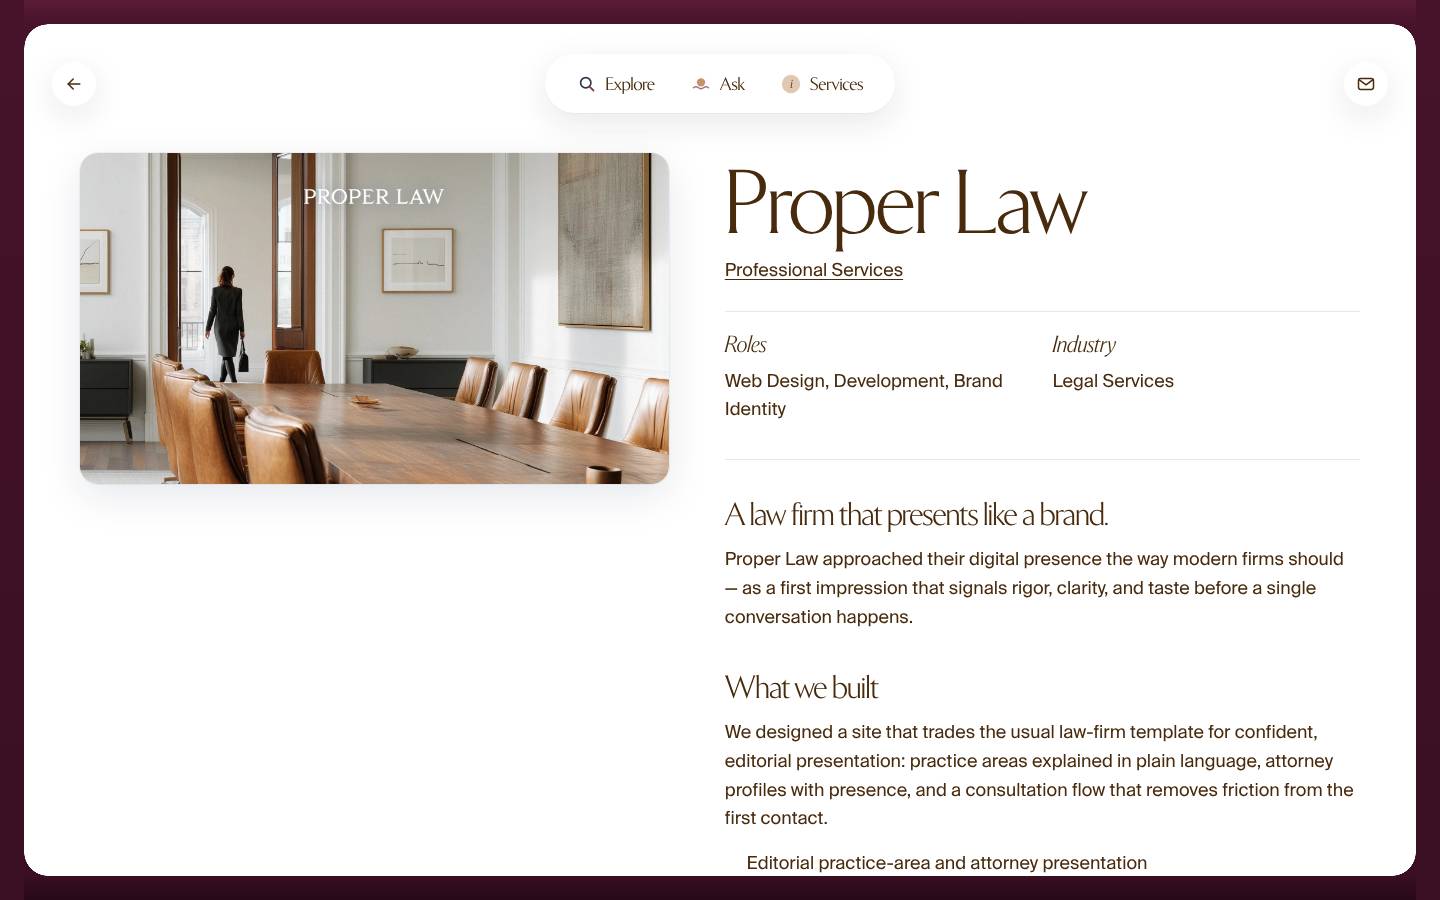 Explore
Ask
i
Services
PROPER LAW
Proper Law
Professional Services
Roles
Industry
Web Design, Development, Brand
Identity
Legal Services
A law firm that presents like a brand.
Proper Law approached their digital presence the way modern firms should
— as a first impression that signals rigor, clarity, and taste before a single
conversation happens.
What we built
We designed a site that trades the usual law-firm template for confident,
editorial presentation: practice areas explained in plain language, attorney
profiles with presence, and a consultation flow that removes friction from the
first contact.
Editorial practice-area and attorney presentation